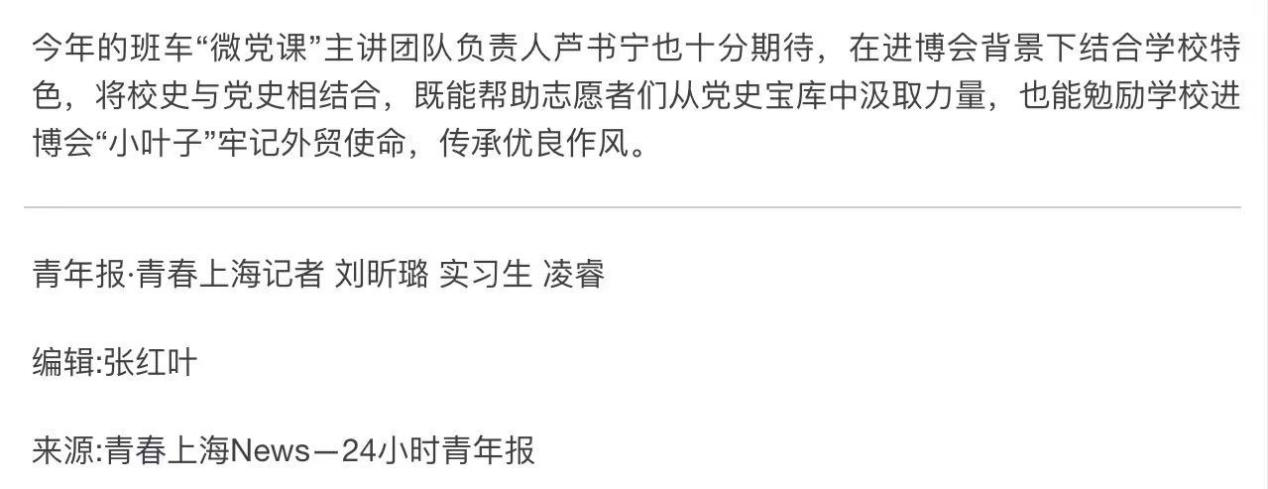 今年的班车“微党课”主讲团队负责人芦书宁也十分期待，在进博会背景下结合学校特
色，将校史与党史相结合，既能帮助志愿者们从党史宝库中汲取力量，也能勉励学校进
博会“小叶子”牢记外贸使命，传承优良作风。
青年报·青春上海记者 刘昕璐 实习生 凌睿
编辑:张红叶
来源:青春上海News—24小时青年报